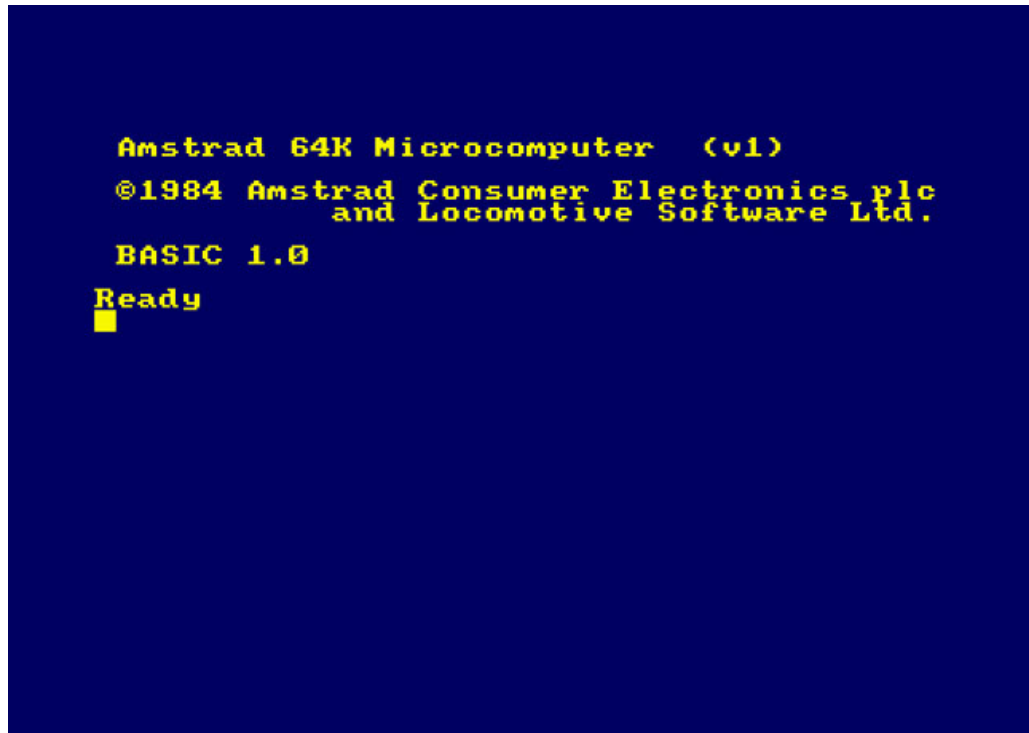 Amstrad 64K Microcomputer (v1)
©1984 Amstrad Consumer Electronics plc
and Locomotive Software Ltd.
BASIC 1.0
Ready